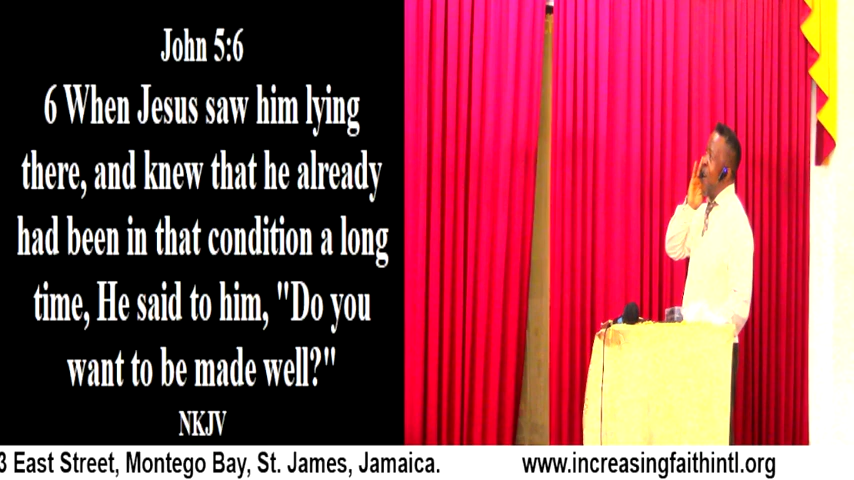 John 5:6
6 When Jesus saw him lying
there, and knew that he already
had been in that condition a long
time, He said to him, "Do you
want to be made well?"
NKJV
3 East Street, Montego Bay, St. James, Jamaica. www.increasingfaithintl.org